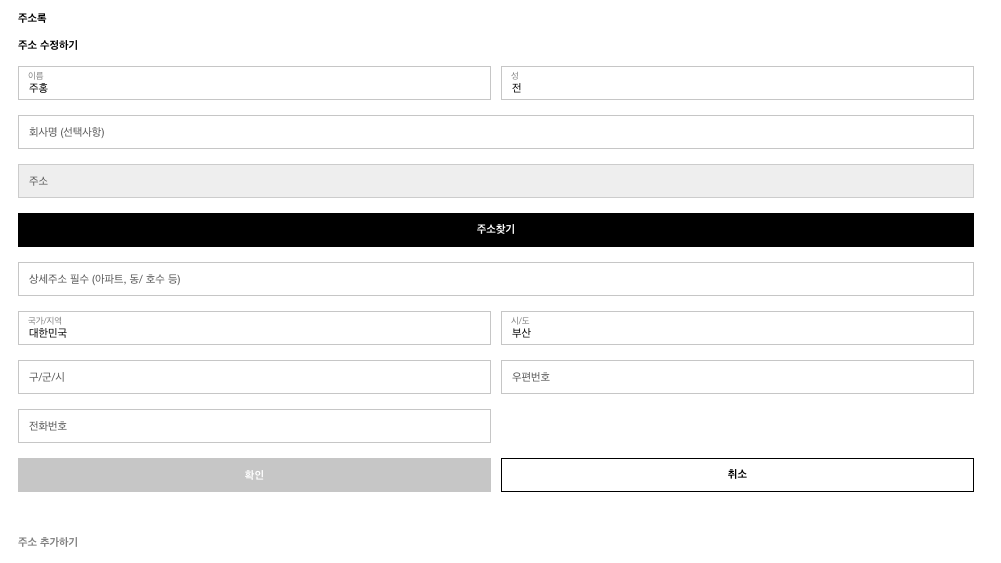 주소록
주소 수정하기
이름
주홍
성
전
회사명 (선택사항)
주소
주소찾기
상세주소 필수 (아파트, 동/ 호수 등)
국가/지역
대한민국
시/도
부산
구/군/시
우편번호
전화번호
확인
취소
주소 추가하기